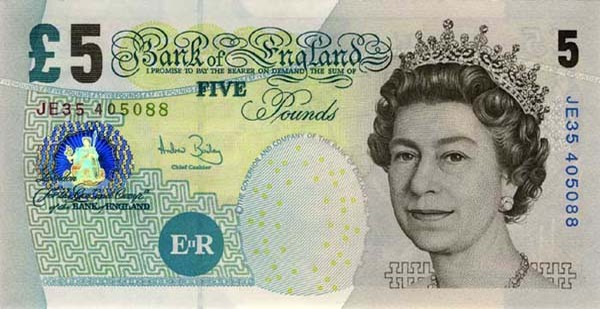 £5
Bank of England
I PROMISE TO PAY THE BEARER ON DEMAND THE SUM OF
FIVE
Pounds
5
JE35 405088
JE35 405088
Andrew Bailey
Chief Cashier
For the Gov.r and Comp.a
of the BANK of ENGLAND
THE GOVERNOR AND COMPANY OF THE BANK OF
EIIR